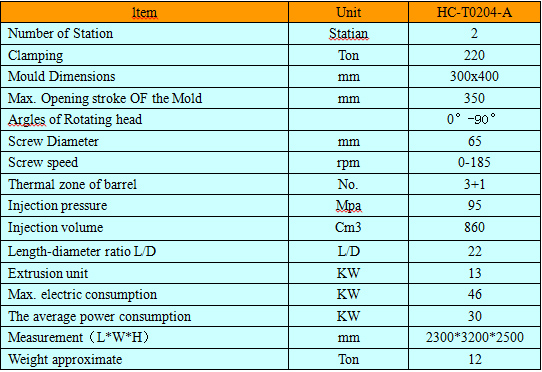 ltem Unit HC-T0204-A
Number of Station Statian 2
Clamping Ton 220
Mould Dimensions mm 300x400
Max. Opening stroke OF the Mold mm 350
Argles of Rotating head 0° -90°
Screw Diameter mm 65
Screw speed rpm 0-185
Thermal zone of barrel No. 3+1
Injection pressure Mpa 95
Injection volume Cm3 860
Length-diameter ratio L/D L/D 22
Extrusion unit KW 13
Max. electric consumption KW 46
The average power consumption KW 30
Measurement（L*W*H） mm 2300*3200*2500
Weight approximate Ton 12